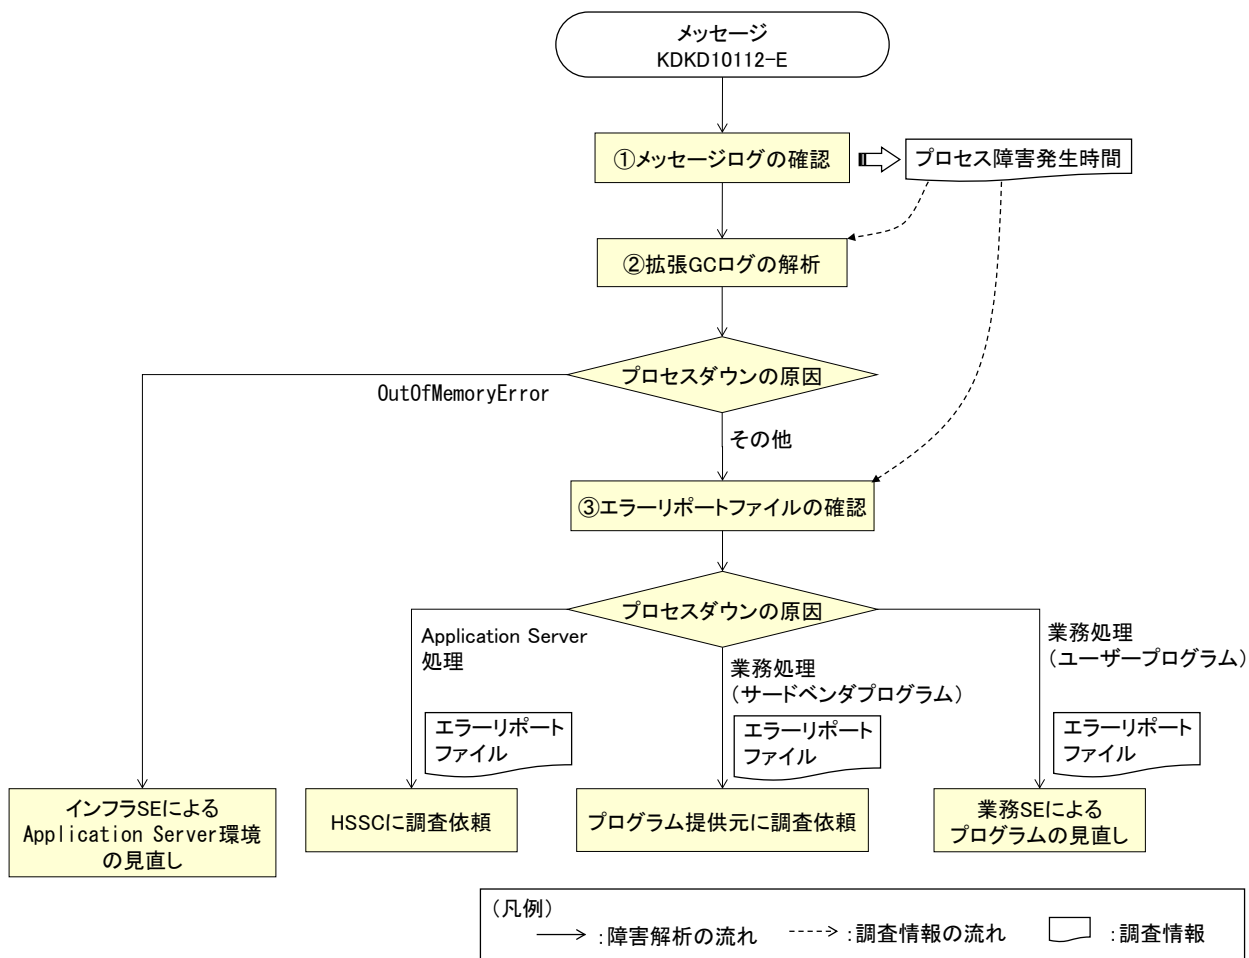 メッセージ
KDKD10112-E
①メッセージログの確認
プロセス障害発生時間
②拡張GCログの解析
プロセスダウンの原因
OutOfMemoryError
その他
③エラーリポートファイルの確認
プロセスダウンの原因
Application Server
処理
業務処理
(サードベンダプログラム)
業務処理
(ユーザープログラム)
エラーリポート
ファイル
エラーリポート
ファイル
エラーリポート
ファイル
インフラSEによる
Application Server環境
の見直し
HSSCに調査依頼
プログラム提供元に調査依頼
業務SEによる
プログラムの見直し
(凡例)
:障害解析の流れ
:調査情報の流れ
:調査情報